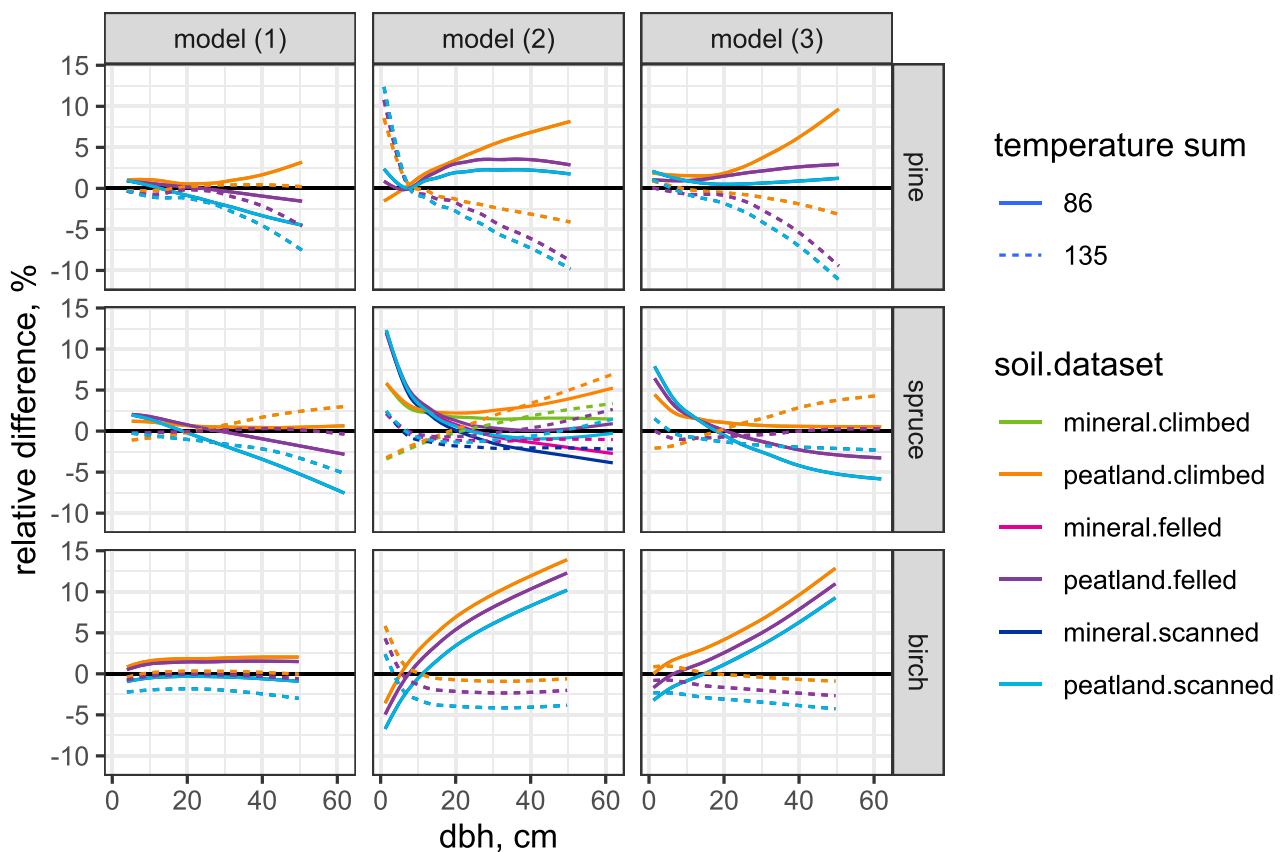 model (1) model (2) model (3)
15
10
5
0
-5
-10
pine
15
10
5
0
-5
-10
spruce
15
10
5
0
-5
-10
birch
0 20 40 60 0 20 40 60 0 20 40 60
dbh, cm
relative difference, %
temperature sum
86
135
soil.dataset
mineral.climbed
peatland.climbed
mineral.felled
peatland.felled
mineral.scanned
peatland.scanned